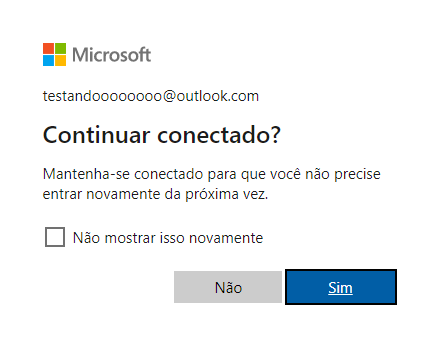 Microsoft
testandoooooooo@outlook.com
Continuar conectado?
Mantenha-se conectado para que você não precise
entrar novamente da próxima vez.
Não mostrar isso novamente
Não
Sim